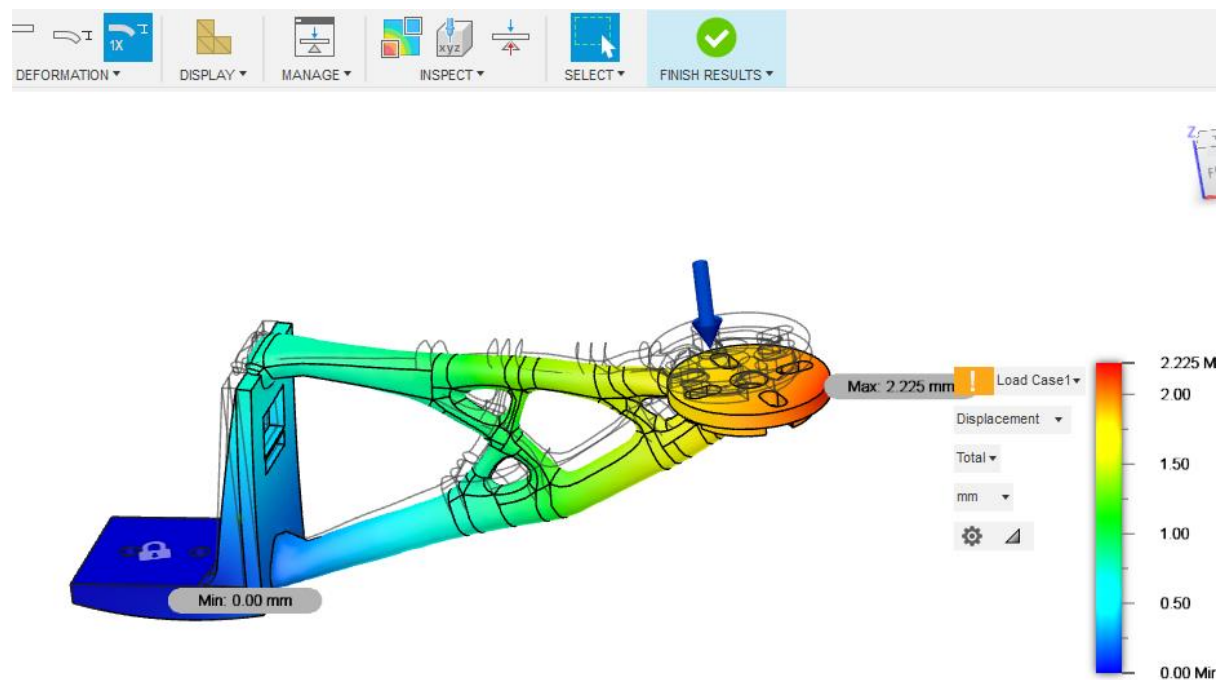 1X
xyz
DEFORMATION DISPLAY MANAGE INSPECT SELECT FINISH RESULTS
Z
Max: 2.225 mm
Min: 0.00 mm
! Load Case1
Displacement
Total
mm
2.225 M
2.00
1.50
1.00
0.50
0.00 Min